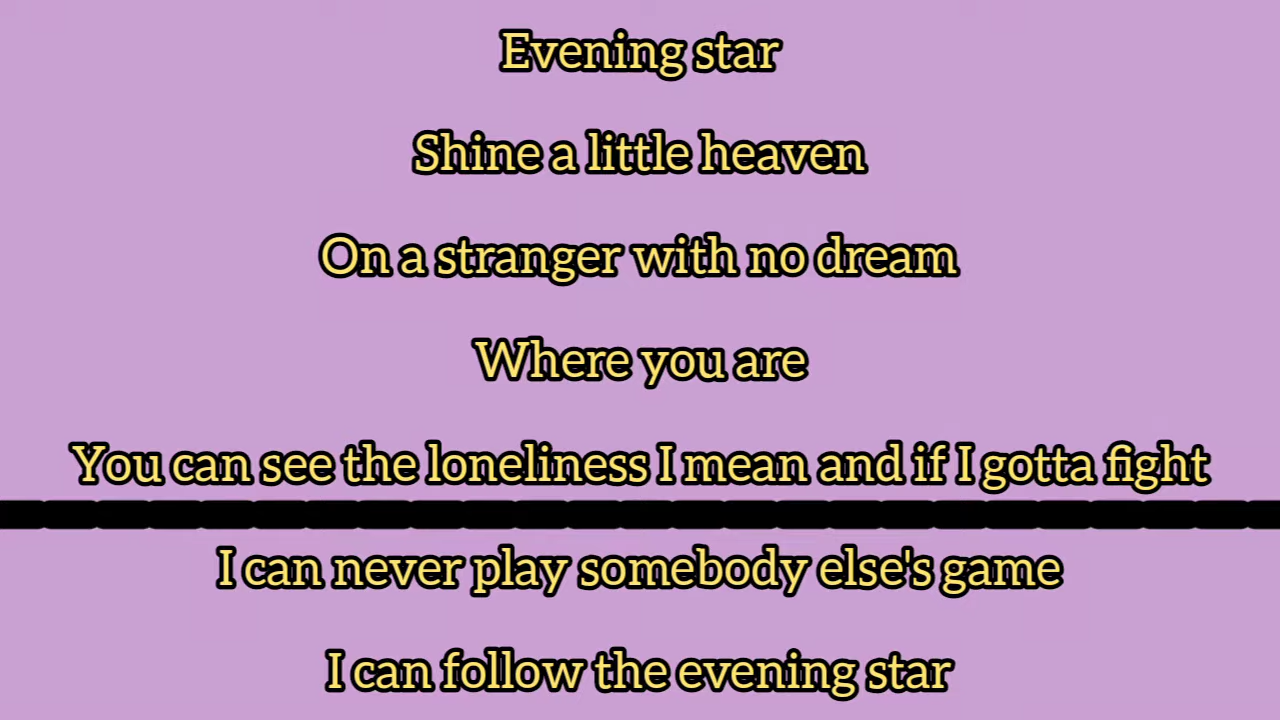 Evening star
Shine a little heaven
On a stranger with no dream
Where you are
You can see the loneliness I mean and if I gotta fight
I can never play somebody else's game
I can follow the evening star